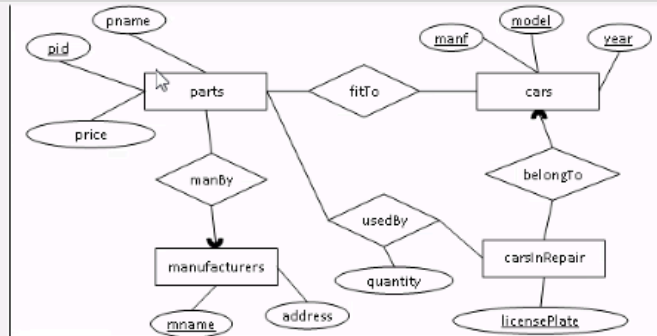 pname
model
pid
manf
year
parts
fitTo
cars
price
manBy
belongTo
usedBy
manufacturers
carsInRepair
quantity
mname
address
licensePlate